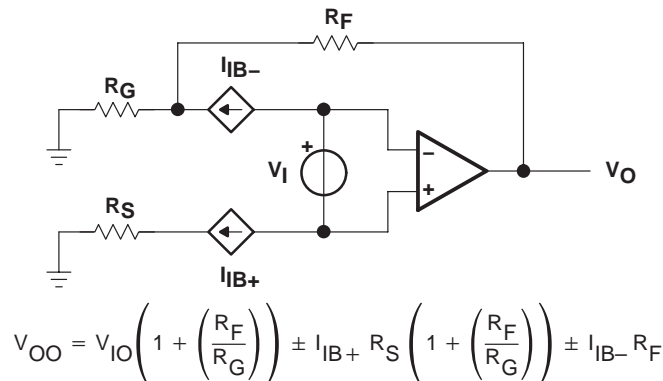 RF
IIB–
RG
+
VI
–
+
VO
RS
IIB+
VOO = VIO(1 + (RF/RG)) ± IIB+ RS(1 + (RF/RG)) ± IIB– RF